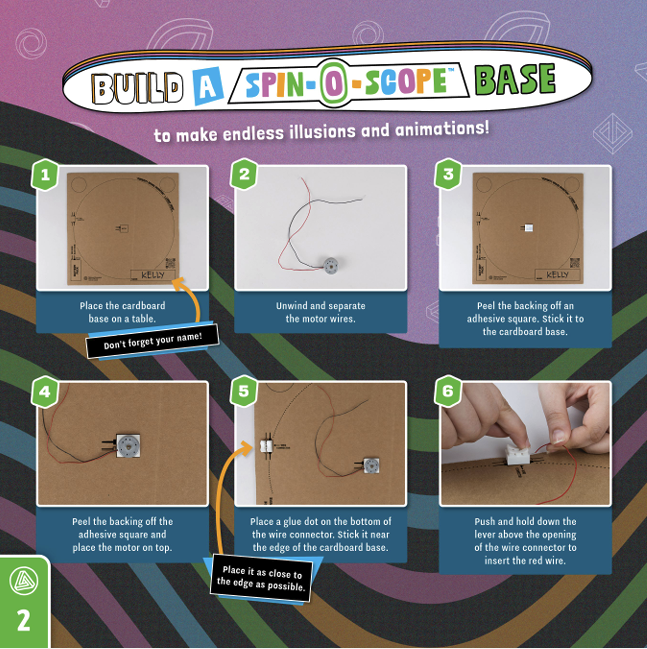 BUILD A SPIN-O-SCOPE™ BASE
to make endless illusions and animations!
1
KELLY
Place the cardboard
base on a table.
Don't forget your name!
2
Unwind and separate
the motor wires.
3
KELLY
Peel the backing off an
adhesive square. Stick it to
the cardboard base.
4
Peel the backing off the
adhesive square and
place the motor on top.
5
Place a glue dot on the bottom of
the wire connector. Stick it near
the edge of the cardboard base.
Place it as close to
the edge as possible.
6
Push and hold down the
lever above the opening
of the wire connector to
insert the red wire.
2